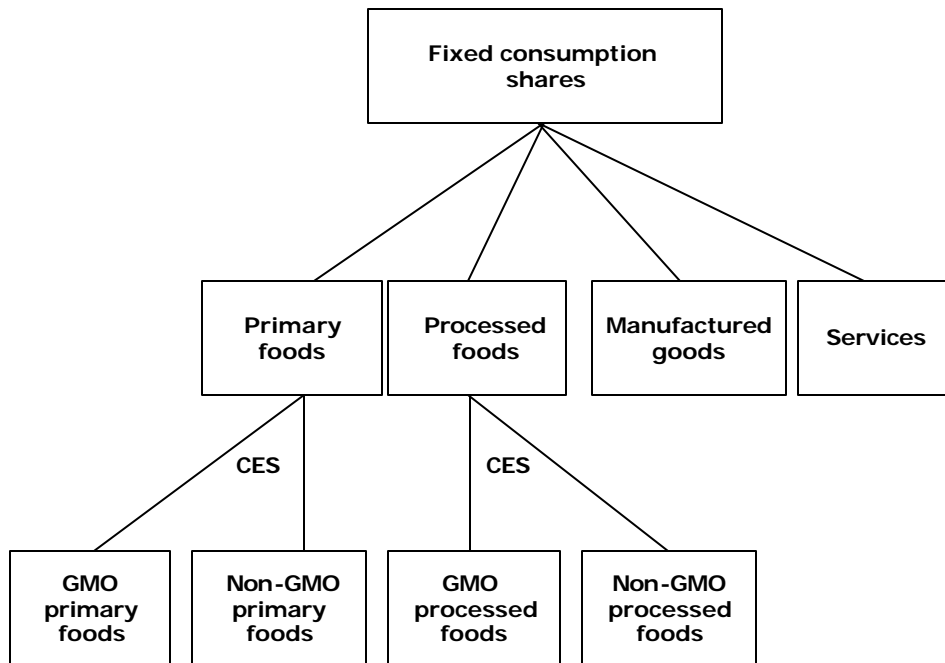 Fixed consumption
shares
Primary
foods
Processed
foods
Manufactured
goods
Services
CES
CES
GMO
primary
foods
Non-GMO
primary
foods
GMO
processed
foods
Non-GMO
processed
foods